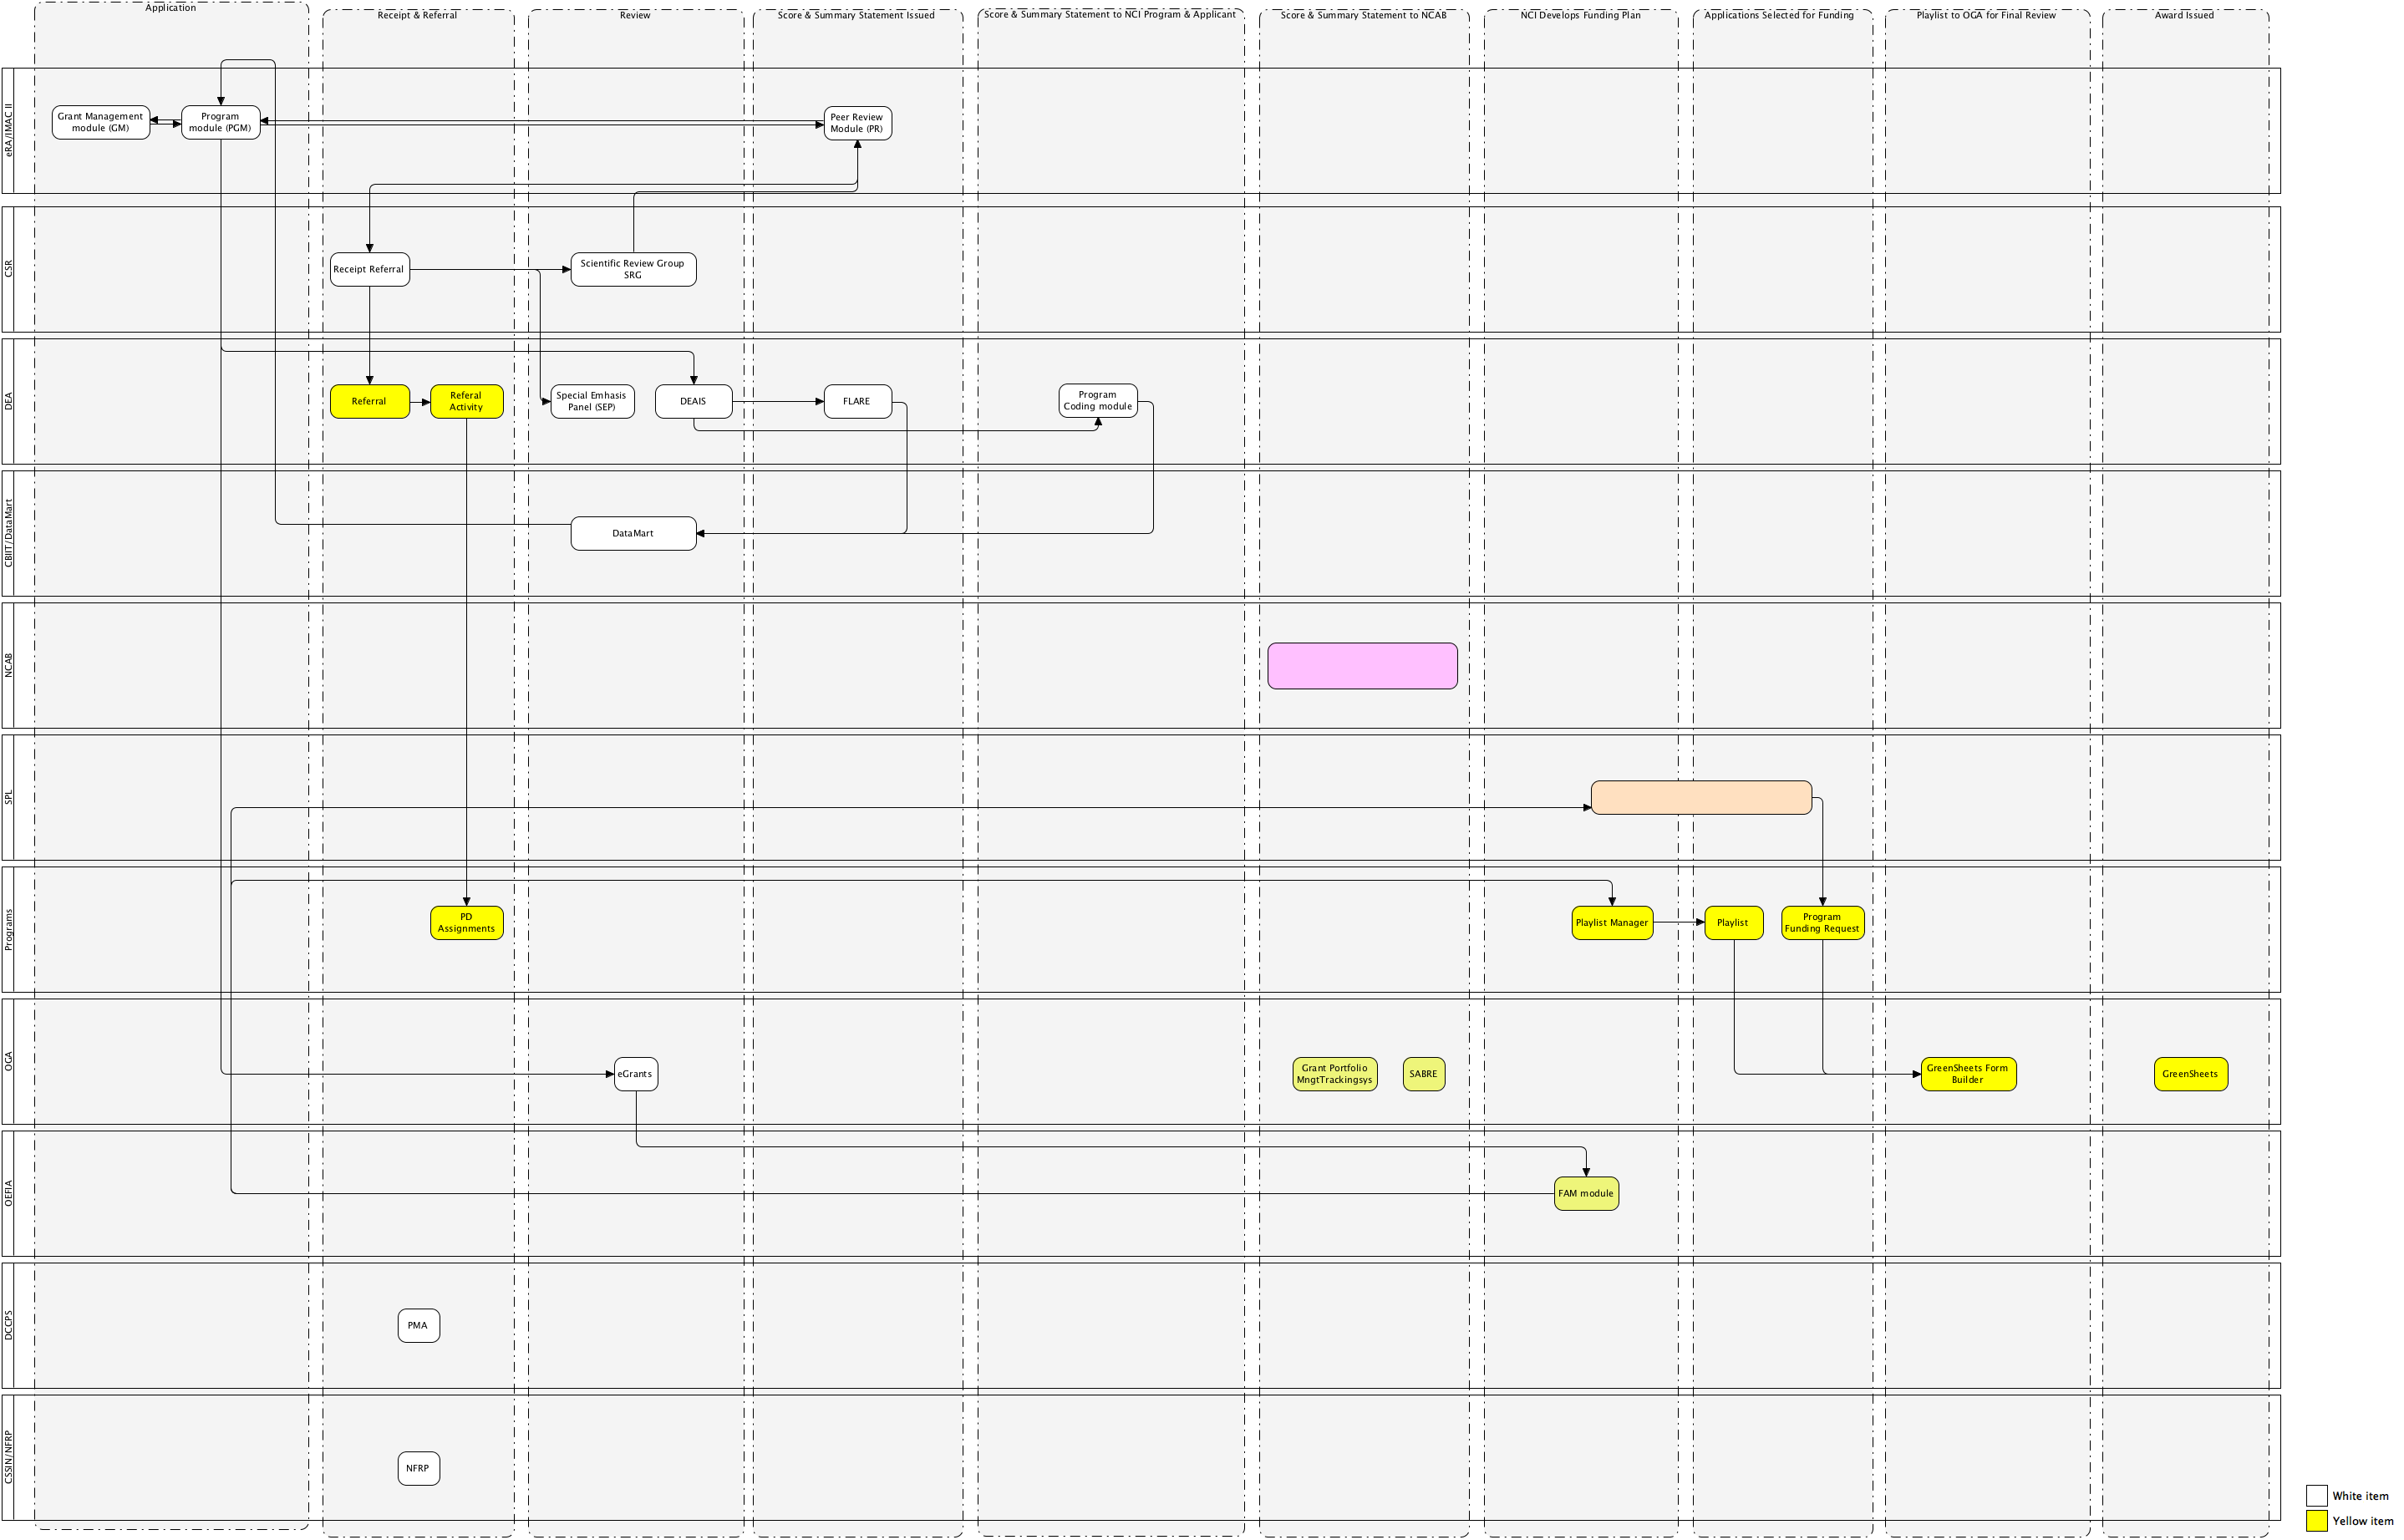 Application
Receipt & Referral
Review
Score & Summary Statement Issued
Score & Summary Statement to NCI Program & Applicant
Score & Summary Statement to NCAB
NCI Develops Funding Plan
Applications Selected for Funding
Playlist to OGA for Final Review
Award Issued
eRA/IMAC II
Grant Management
module (GM)
Program
module (PGM)
Peer Review
Module (PR)
CSR
Receipt Referral
Scientific Review Group
SRG
DEA
Referral
Referal
Activity
Special Emhasis
Panel (SEP)
DEAIS
FLARE
Program
Coding module
CBIIT/DataMart
DataMart
NCAB
SPL
Programs
PD
Assignments
Playlist Manager
Playlist
Program
Funding Request
OGA
eGrants
Grant Portfolio
MngtTrackingsys
SABRE
GreenSheets Form
Builder
GreenSheets
OEFIA
FAM module
DCCPS
PMA
CSSIN/NFRP
NFRP
White item
Yellow item